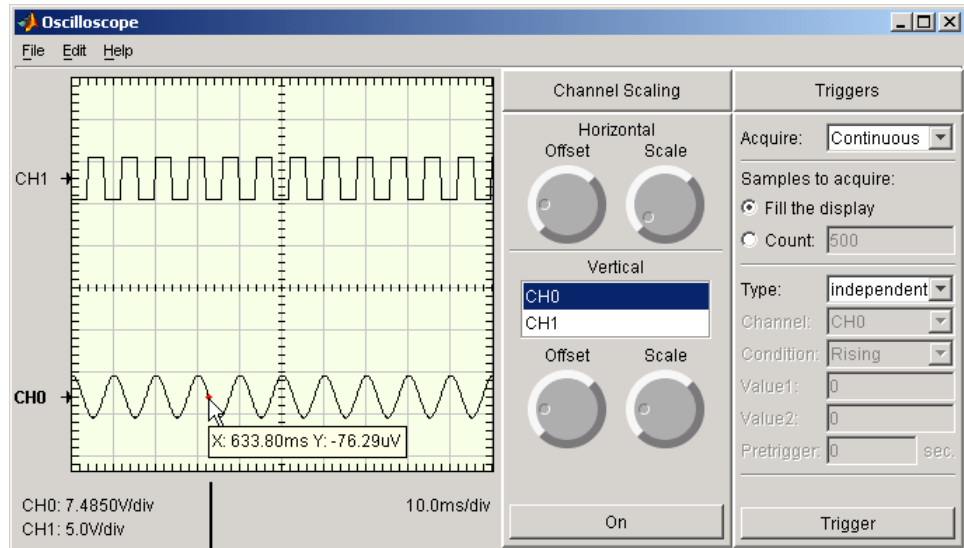 Oscilloscope
File Edit Help
CH1
CH0
X: 633.80ms Y: -76.29uV
CH0: 7.4850V/div
CH1: 5.0V/div
10.0ms/div
Channel Scaling
Horizontal
Offset Scale
Vertical
CH0
CH1
Offset Scale
On
Triggers
Acquire: Continuous
Samples to acquire:
Fill the display
Count: 500
Type: independent
Channel: CH0
Condition: Rising
Value1: 0
Value2: 0
Pretrigger: 0 sec.
Trigger